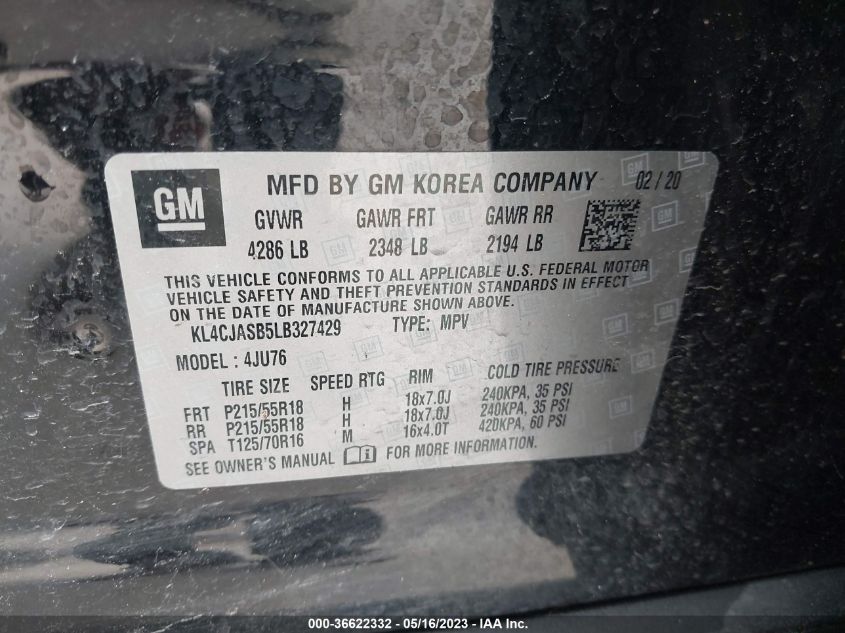 GM
MFD BY GM KOREA COMPANY 02/20
GVWR GAWR FRT GAWR RR
4286 LB 2348 LB 2194 LB
THIS VEHICLE CONFORMS TO ALL APPLICABLE U.S. FEDERAL MOTOR
VEHICLE SAFETY AND THEFT PREVENTION STANDARDS IN EFFECT
ON THE DATE OF MANUFACTURE SHOWN ABOVE.
KL4CJASB5LB327429 TYPE: MPV
MODEL : 4JU76
TIRE SIZE SPEED RTG RIM COLD TIRE PRESSURE
FRT P215/55R18 H 18x7.0J 240KPA, 35 PSI
RR P215/55R18 H 18x7.0J 240KPA, 35 PSI
SPA T125/70R16 M 16x4.0T 420KPA, 60 PSI
SEE OWNER'S MANUAL FOR MORE INFORMATION.
000-36622332 - 05/16/2023 - IAA Inc.